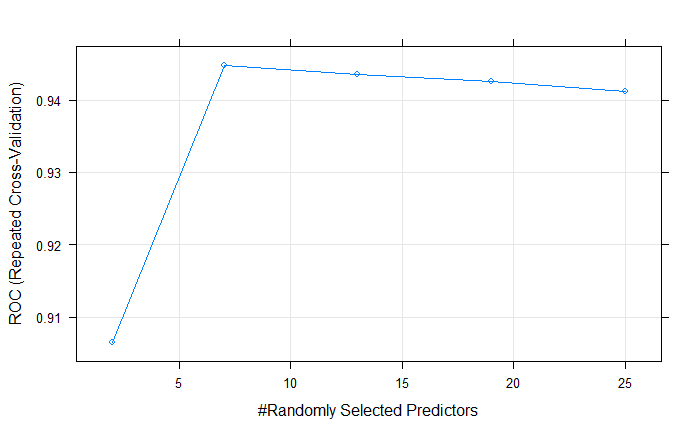 ROC (Repeated Cross-Validation)
0.94
0.93
0.92
0.91
5 10 15 20 25
#Randomly Selected Predictors